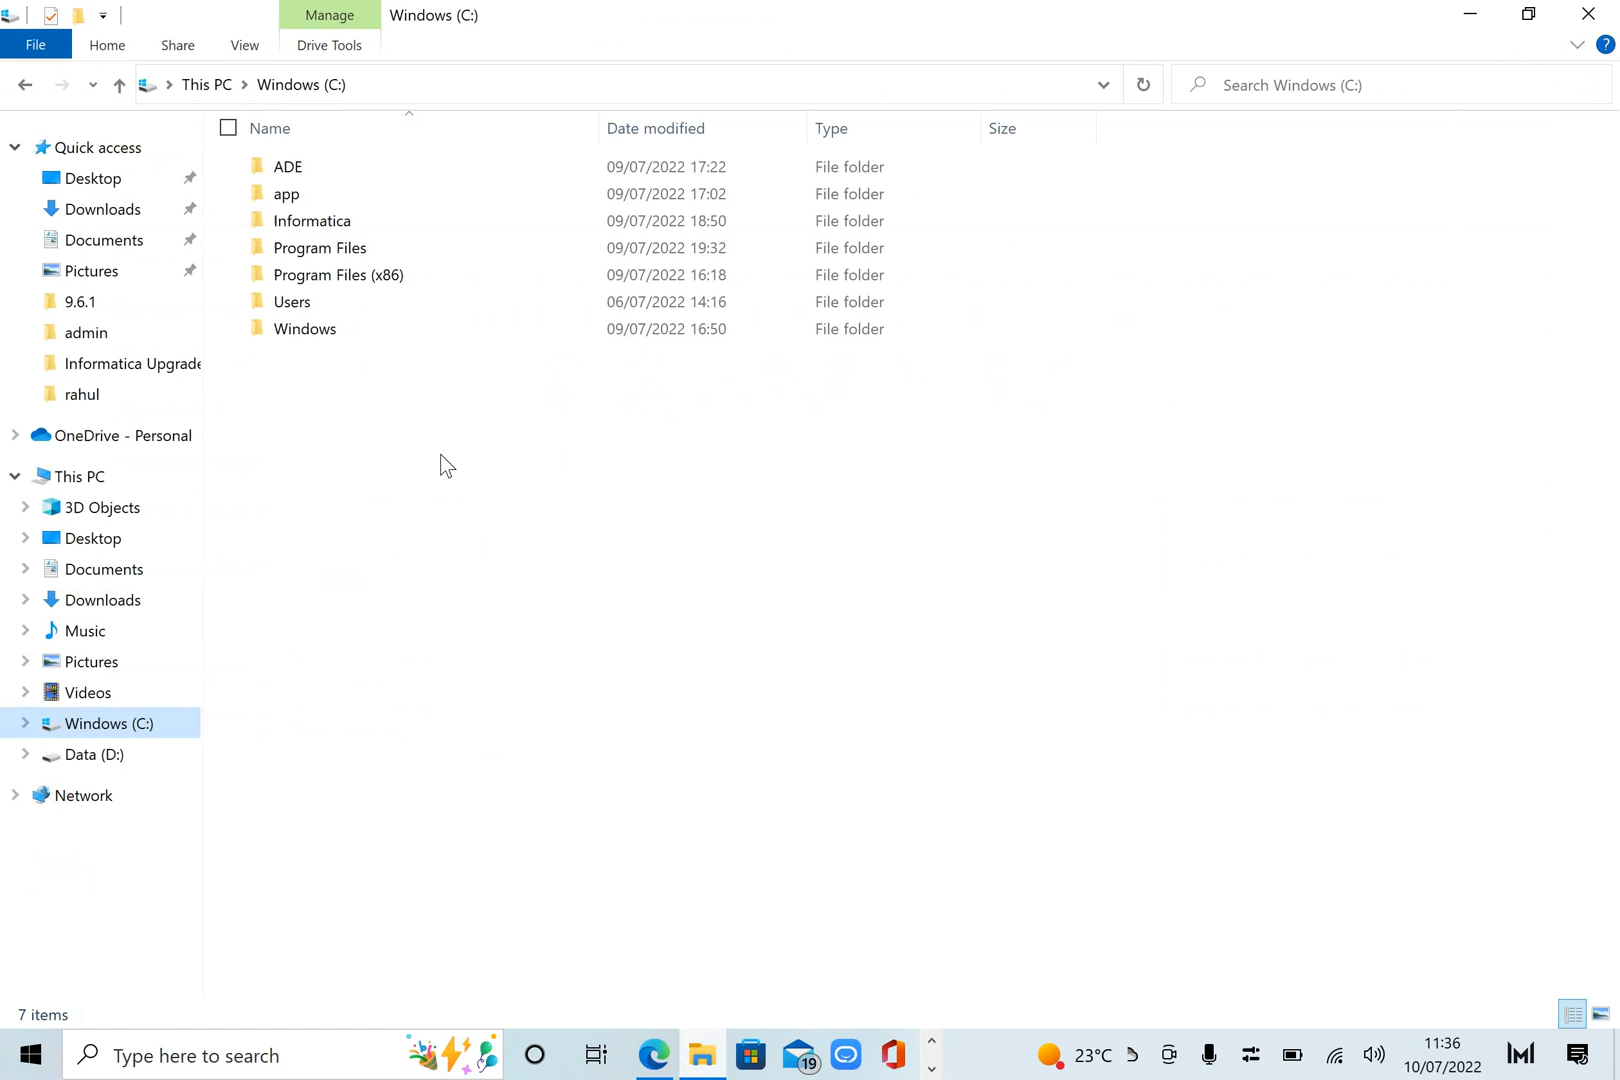 Manage Windows (C:)
File Home Share View Drive Tools ?
This PC Windows (C:) Search Windows (C:)
Name Date modified Type Size
Quick access
Desktop
Downloads
Documents
Pictures
9.6.1
admin
Informatica Upgrade
rahul
OneDrive - Personal
This PC
3D Objects
Desktop
Documents
Downloads
Music
Pictures
Videos
Windows (C:)
Data (D:)
Network
ADE 09/07/2022 17:22 File folder
app 09/07/2022 17:02 File folder
Informatica 09/07/2022 18:50 File folder
Program Files 09/07/2022 19:32 File folder
Program Files (x86) 09/07/2022 16:18 File folder
Users 06/07/2022 14:16 File folder
Windows 09/07/2022 16:50 File folder
7 items
Type here to search 19 23°C 11:36
10/07/2022